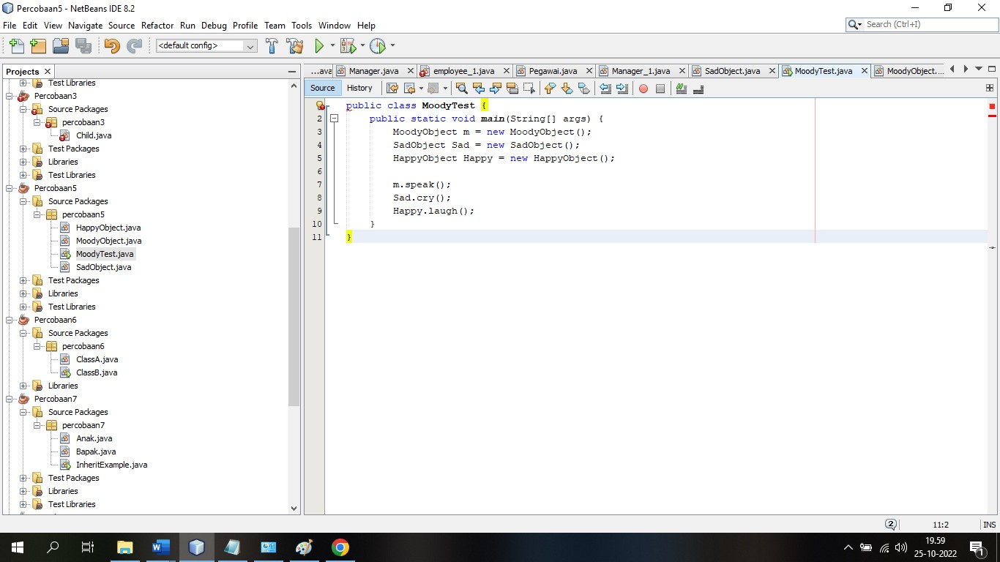 Percobaan5 - NetBeans IDE 8.2
File Edit View Navigate Source Refactor Run Debug Profile Team Tools Window Help
Search (Ctrl+I)
<default config>
Projects
Test Libraries
Percobaan3
Source Packages
percobaan3
Child.java
Test Packages
Libraries
Test Libraries
Percobaan5
Source Packages
percobaan5
HappyObject.java
MoodyObject.java
MoodyTest.java
SadObject.java
Test Packages
Libraries
Test Libraries
Percobaan6
Source Packages
percobaan6
ClassA.java
ClassB.java
Libraries
Percobaan7
Source Packages
percobaan7
Anak.java
Bapak.java
InheritExample.java
Test Packages
Libraries
Test Libraries
...ava Manager.java employee_1.java Pegawai.java Manager_1.java SadObject.java MoodyTest.java MoodyObject....
Source History
public class MoodyTest {
2 public static void main(String[] args) {
3 MoodyObject m = new MoodyObject();
4 SadObject Sad = new SadObject();
5 HappyObject Happy = new HappyObject();
6
7 m.speak();
8 Sad.cry();
9 Happy.laugh();
10 }
11 }
2 11:2 INS
19.59
25-10-2022
1